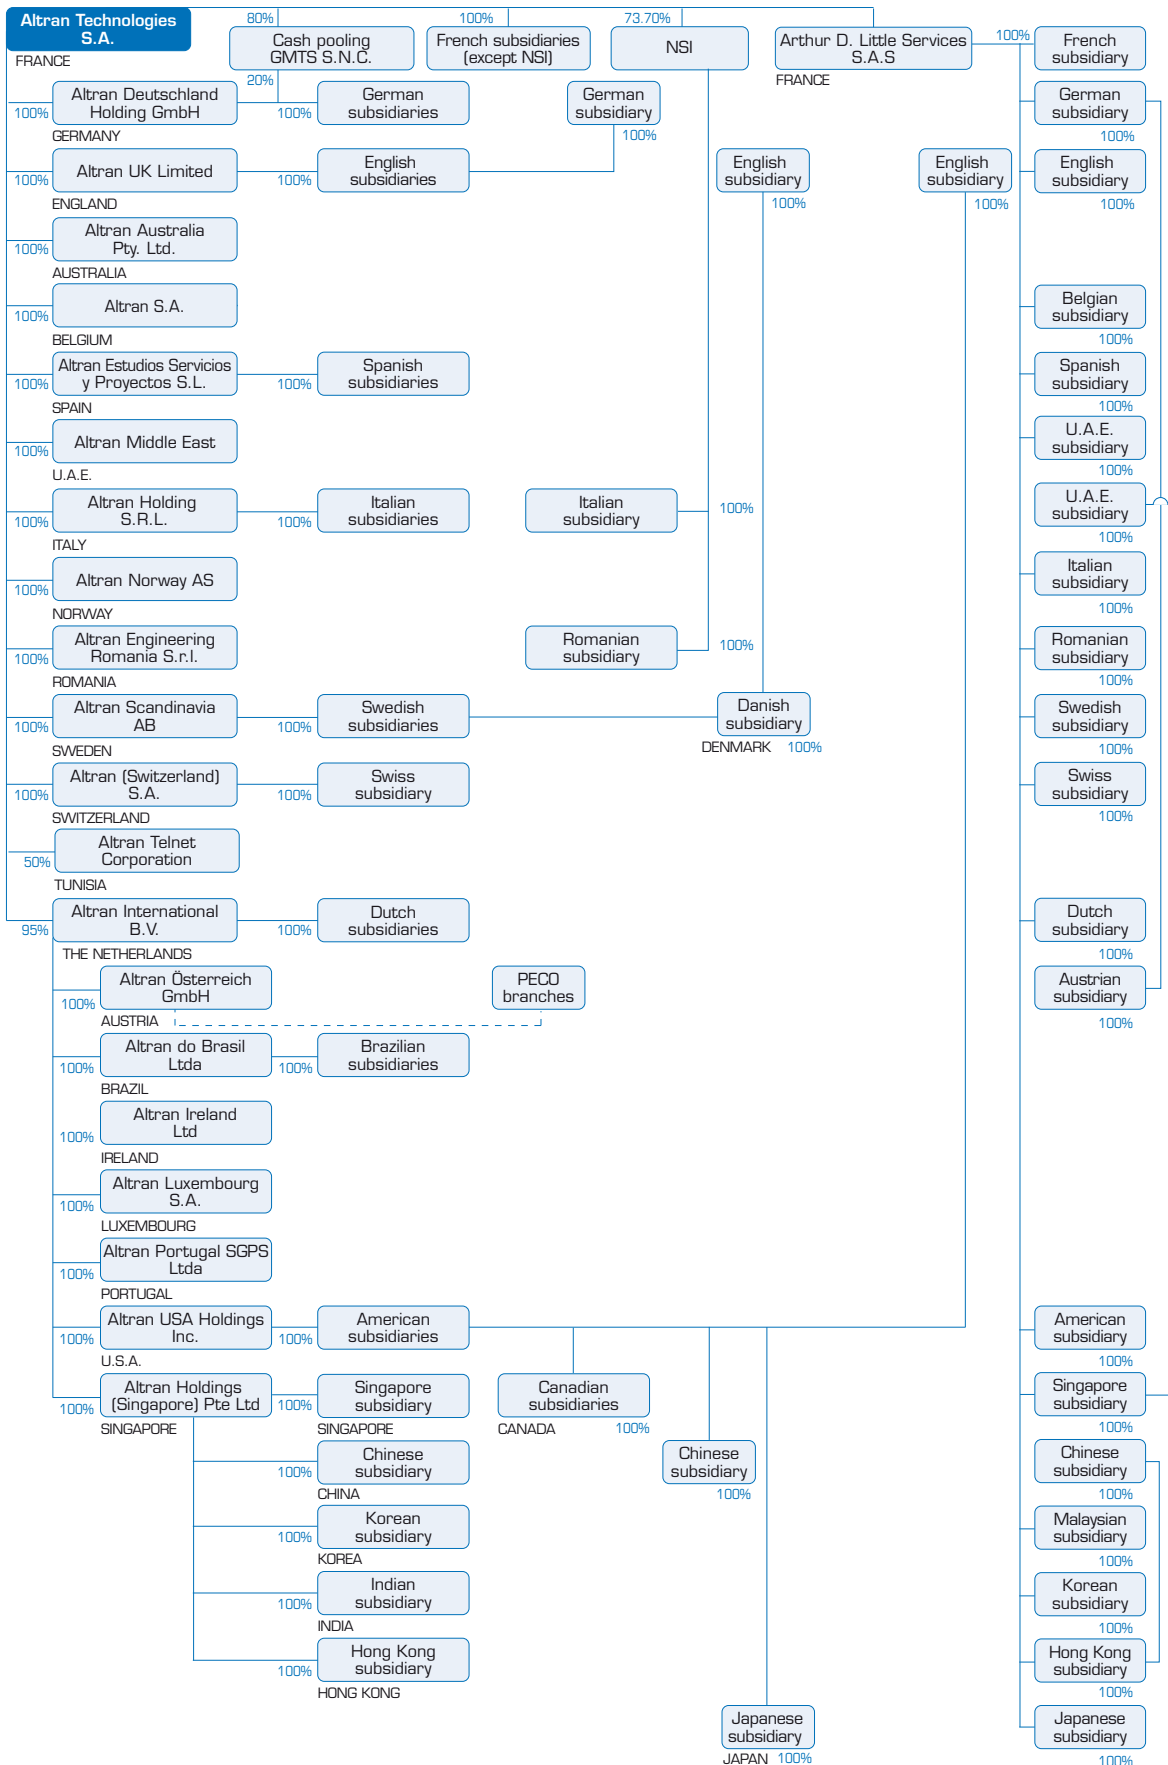 Altran Technologies
S.A.
FRANCE
80%
100%
73.70%
Cash pooling
GMTS S.N.C.
French subsidiaries
(except NSI)
NSI
Arthur D. Little Services
S.A.S
FRANCE
100%
French
subsidiary
20%
100%
Altran Deutschland
Holding GmbH
GERMANY
100%
German
subsidiaries
German
subsidiary
100%
German
subsidiary
100%
100%
Altran UK Limited
ENGLAND
100%
English
subsidiaries
English
subsidiary
100%
English
subsidiary
100%
English
subsidiary
100%
100%
Altran Australia
Pty. Ltd.
AUSTRALIA
100%
Altran S.A.
BELGIUM
Belgian
subsidiary
100%
100%
Altran Estudios Servicios
y Proyectos S.L.
SPAIN
100%
Spanish
subsidiaries
Spanish
subsidiary
100%
100%
Altran Middle East
U.A.E.
U.A.E.
subsidiary
100%
100%
Altran Holding
S.R.L.
ITALY
100%
Italian
subsidiaries
Italian
subsidiary
100%
U.A.E.
subsidiary
100%
100%
Altran Norway AS
NORWAY
Italian
subsidiary
100%
100%
Altran Engineering
Romania S.r.l.
ROMANIA
Romanian
subsidiary
100%
Romanian
subsidiary
100%
100%
Altran Scandinavia
AB
SWEDEN
100%
Swedish
subsidiaries
Danish
subsidiary
DENMARK 100%
Swedish
subsidiary
100%
100%
Altran (Switzerland)
S.A.
SWITZERLAND
100%
Swiss
subsidiary
Swiss
subsidiary
100%
50%
Altran Telnet
Corporation
TUNISIA
95%
Altran International
B.V.
THE NETHERLANDS
100%
Dutch
subsidiaries
Dutch
subsidiary
100%
100%
Altran Österreich
GmbH
AUSTRIA
PECO
branches
Austrian
subsidiary
100%
100%
Altran do Brasil
Ltda
BRAZIL
100%
Brazilian
subsidiaries
100%
Altran Ireland
Ltd
IRELAND
100%
Altran Luxembourg
S.A.
LUXEMBOURG
100%
Altran Portugal SGPS
Ltda
PORTUGAL
100%
Altran USA Holdings
Inc.
U.S.A.
100%
American
subsidiaries
American
subsidiary
100%
100%
Altran Holdings
(Singapore) Pte Ltd
SINGAPORE
100%
Singapore
subsidiary
SINGAPORE
Canadian
subsidiaries
CANADA 100%
Singapore
subsidiary
100%
100%
Chinese
subsidiary
CHINA
Chinese
subsidiary
100%
Chinese
subsidiary
100%
100%
Korean
subsidiary
KOREA
Malaysian
subsidiary
100%
100%
Indian
subsidiary
INDIA
Korean
subsidiary
100%
100%
Hong Kong
subsidiary
HONG KONG
Hong Kong
subsidiary
100%
Japanese
subsidiary
JAPAN 100%
Japanese
subsidiary
100%